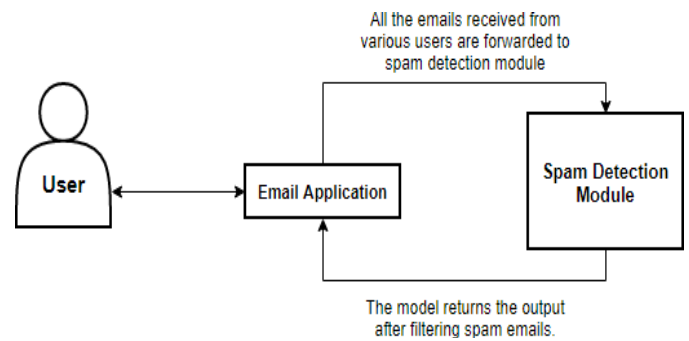 All the emails received from
various users are forwarded to
spam detection module
User
Email Application
Spam Detection
Module
The model returns the output
after filtering spam emails.